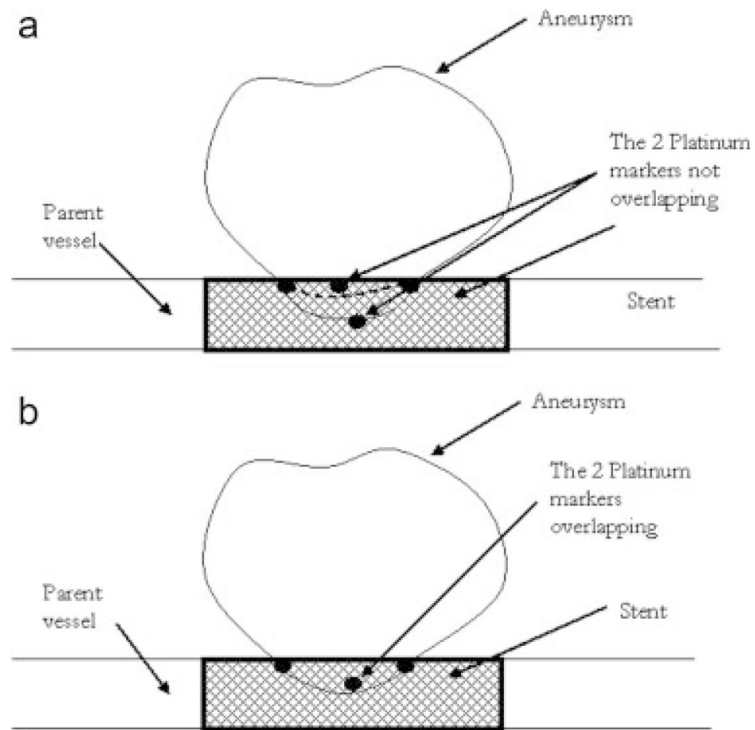 a
Aneurysm
The 2 Platinum
markers not
overlapping
Parent
vessel
Stent
b
Aneurysm
The 2 Platinum
markers
overlapping
Parent
vessel
Stent